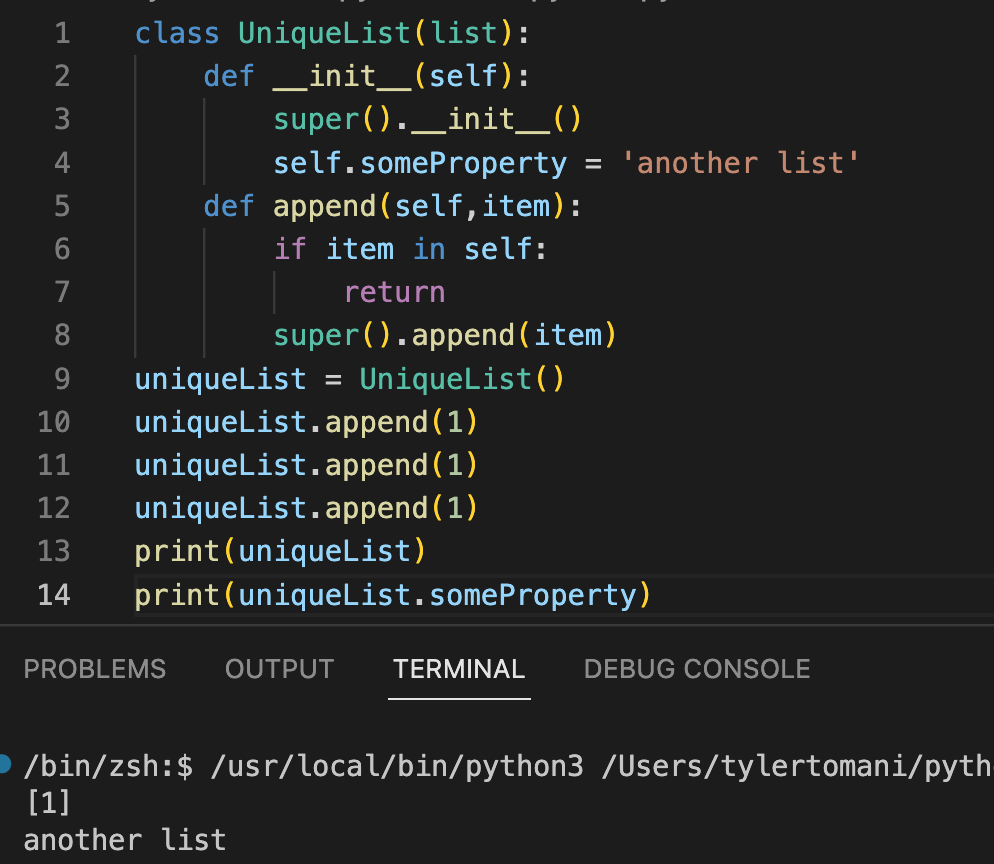 1 class UniqueList(list):
2     def __init__(self):
3         super().__init__()
4         self.someProperty = 'another list'
5     def append(self,item):
6         if item in self:
7             return
8         super().append(item)
9 uniqueList = UniqueList()
10 uniqueList.append(1)
11 uniqueList.append(1)
12 uniqueList.append(1)
13 print(uniqueList)
14 print(uniqueList.someProperty)
PROBLEMS OUTPUT TERMINAL DEBUG CONSOLE
/bin/zsh:$ /usr/local/bin/python3 /Users/tylertomani/pyth
[1]
another list